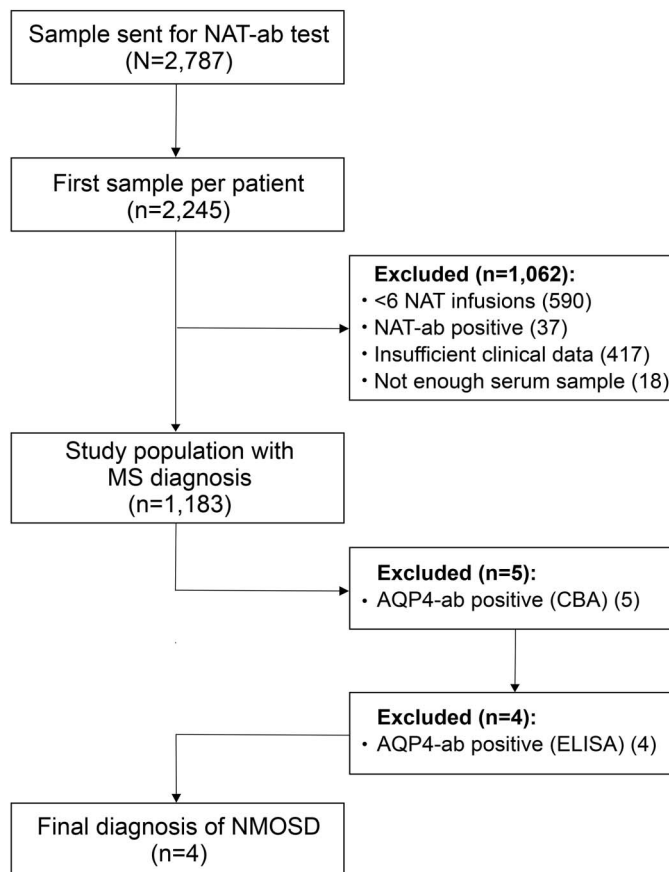 Sample sent for NAT-ab test
(N=2,787)
First sample per patient
(n=2,245)
Excluded (n=1,062):
• <6 NAT infusions (590)
• NAT-ab positive (37)
• Insufficient clinical data (417)
• Not enough serum sample (18)
Study population with
MS diagnosis
(n=1,183)
Excluded (n=5):
• AQP4-ab positive (CBA) (5)
Excluded (n=4):
• AQP4-ab positive (ELISA) (4)
Final diagnosis of NMOSD
(n=4)